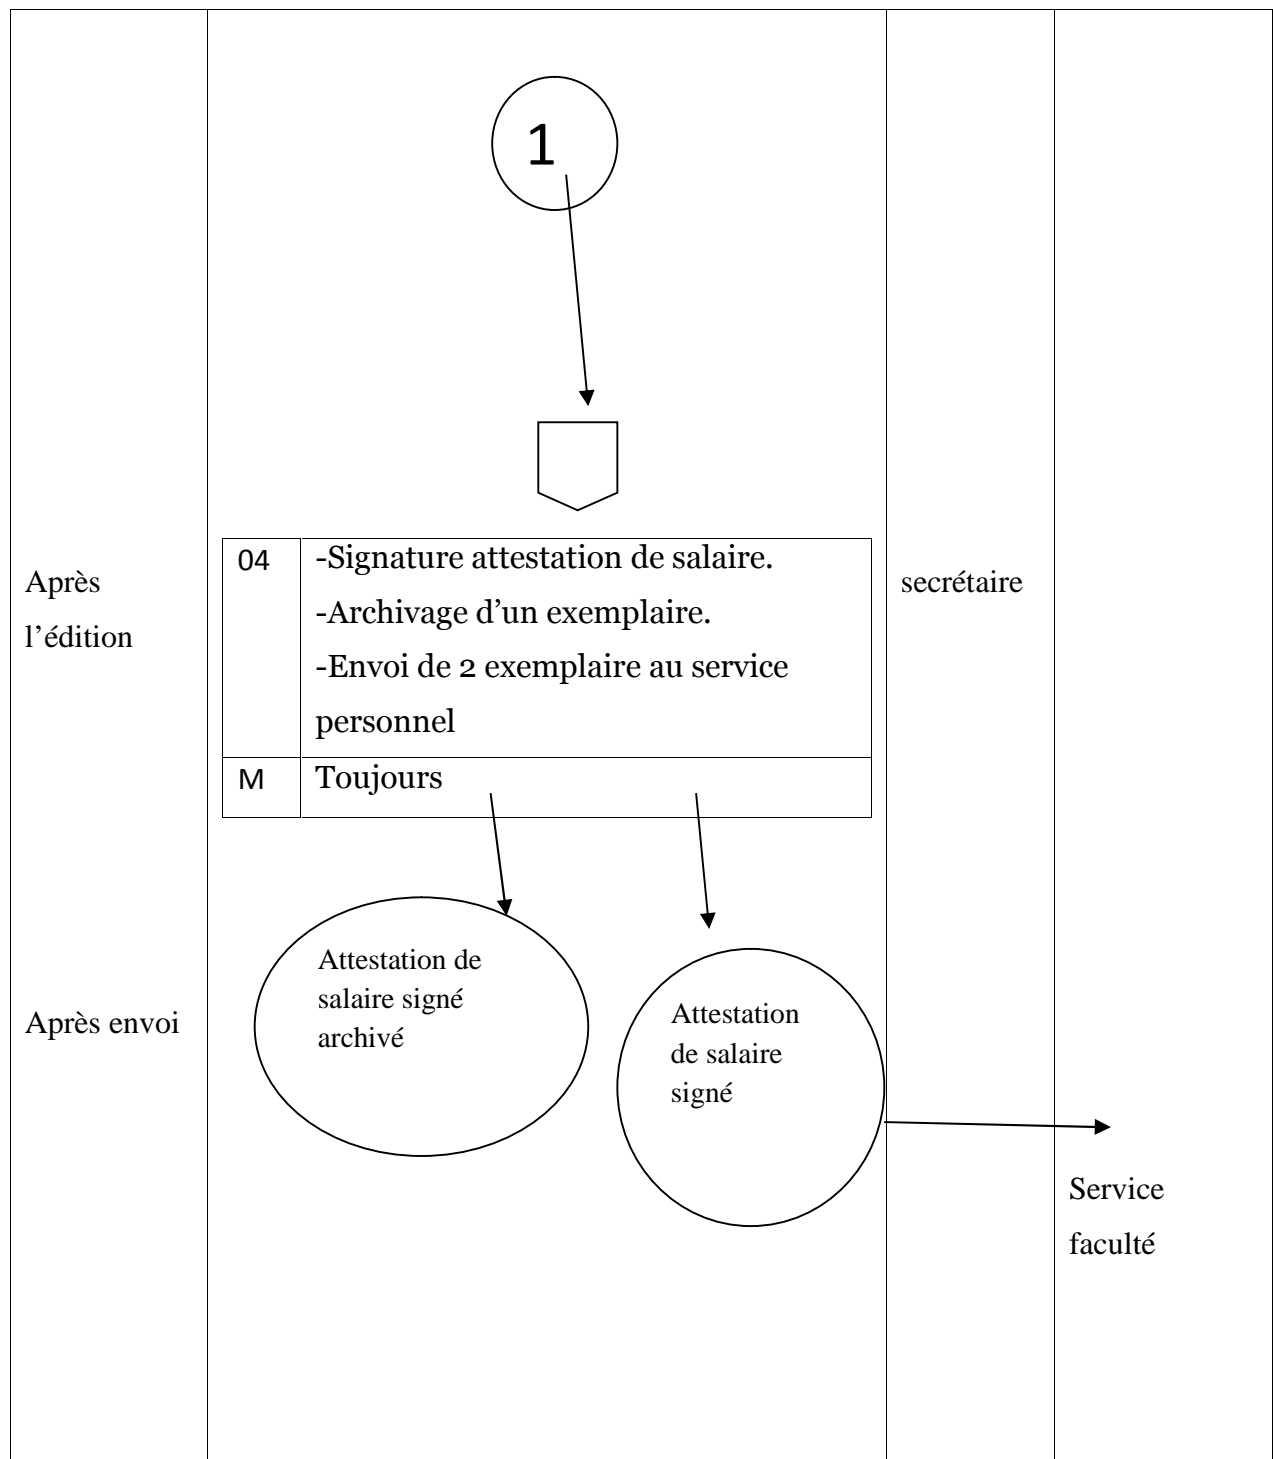 1
04
-Signature attestation de salaire.
Après
secrétaire
-Archivage d’un exemplaire.
l’édition
-Envoi de 2 exemplaire au service
personnel
M
Toujours
Attestation de
salaire signé
archivé
Après envoi
Attestation
de salaire
signé
Service
faculté